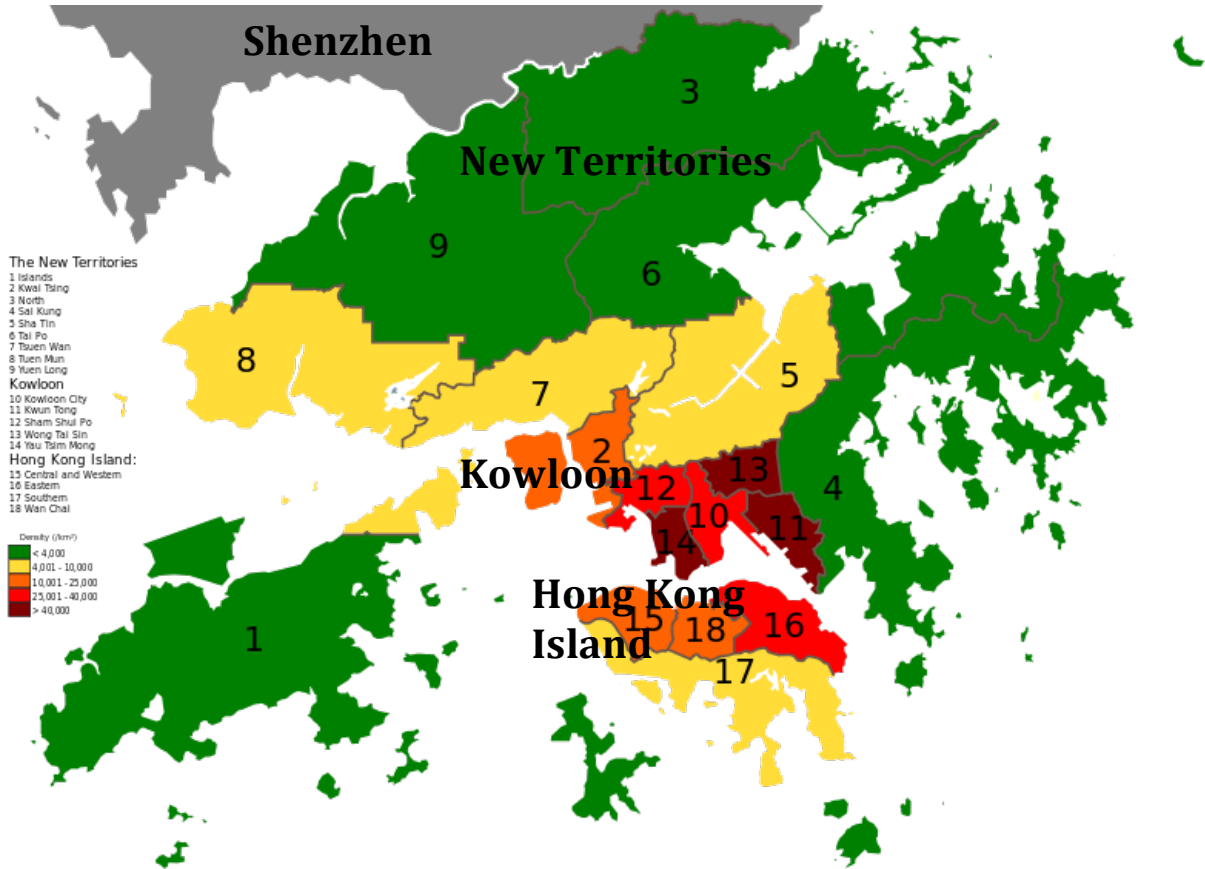 Shenzhen
3
New Territories
9
6
The New Territories
1 Islands
2 Kwai Tsing
3 North
4 Sai Kung
5 Sha Tin
6 Tai Po
7 Tsuen Wan
8 Tuen Mun
9 Yuen Long
Kowloon
10 Kowloon City
11 Kwun Tong
12 Sham Shui Po
13 Wong Tai Sin
14 Yau Tsim Mong
Hong Kong Island:
15 Central and Western
16 Eastern
17 Southern
18 Wan Chai
Density (/km²)
< 4,000
4,001 - 10,000
10,001 - 25,000
25,001 - 40,000
> 40,000
8
5
7
2
Kowloon
13
12
4
10
11
14
Hong Kong
Island
15
18
16
1
17